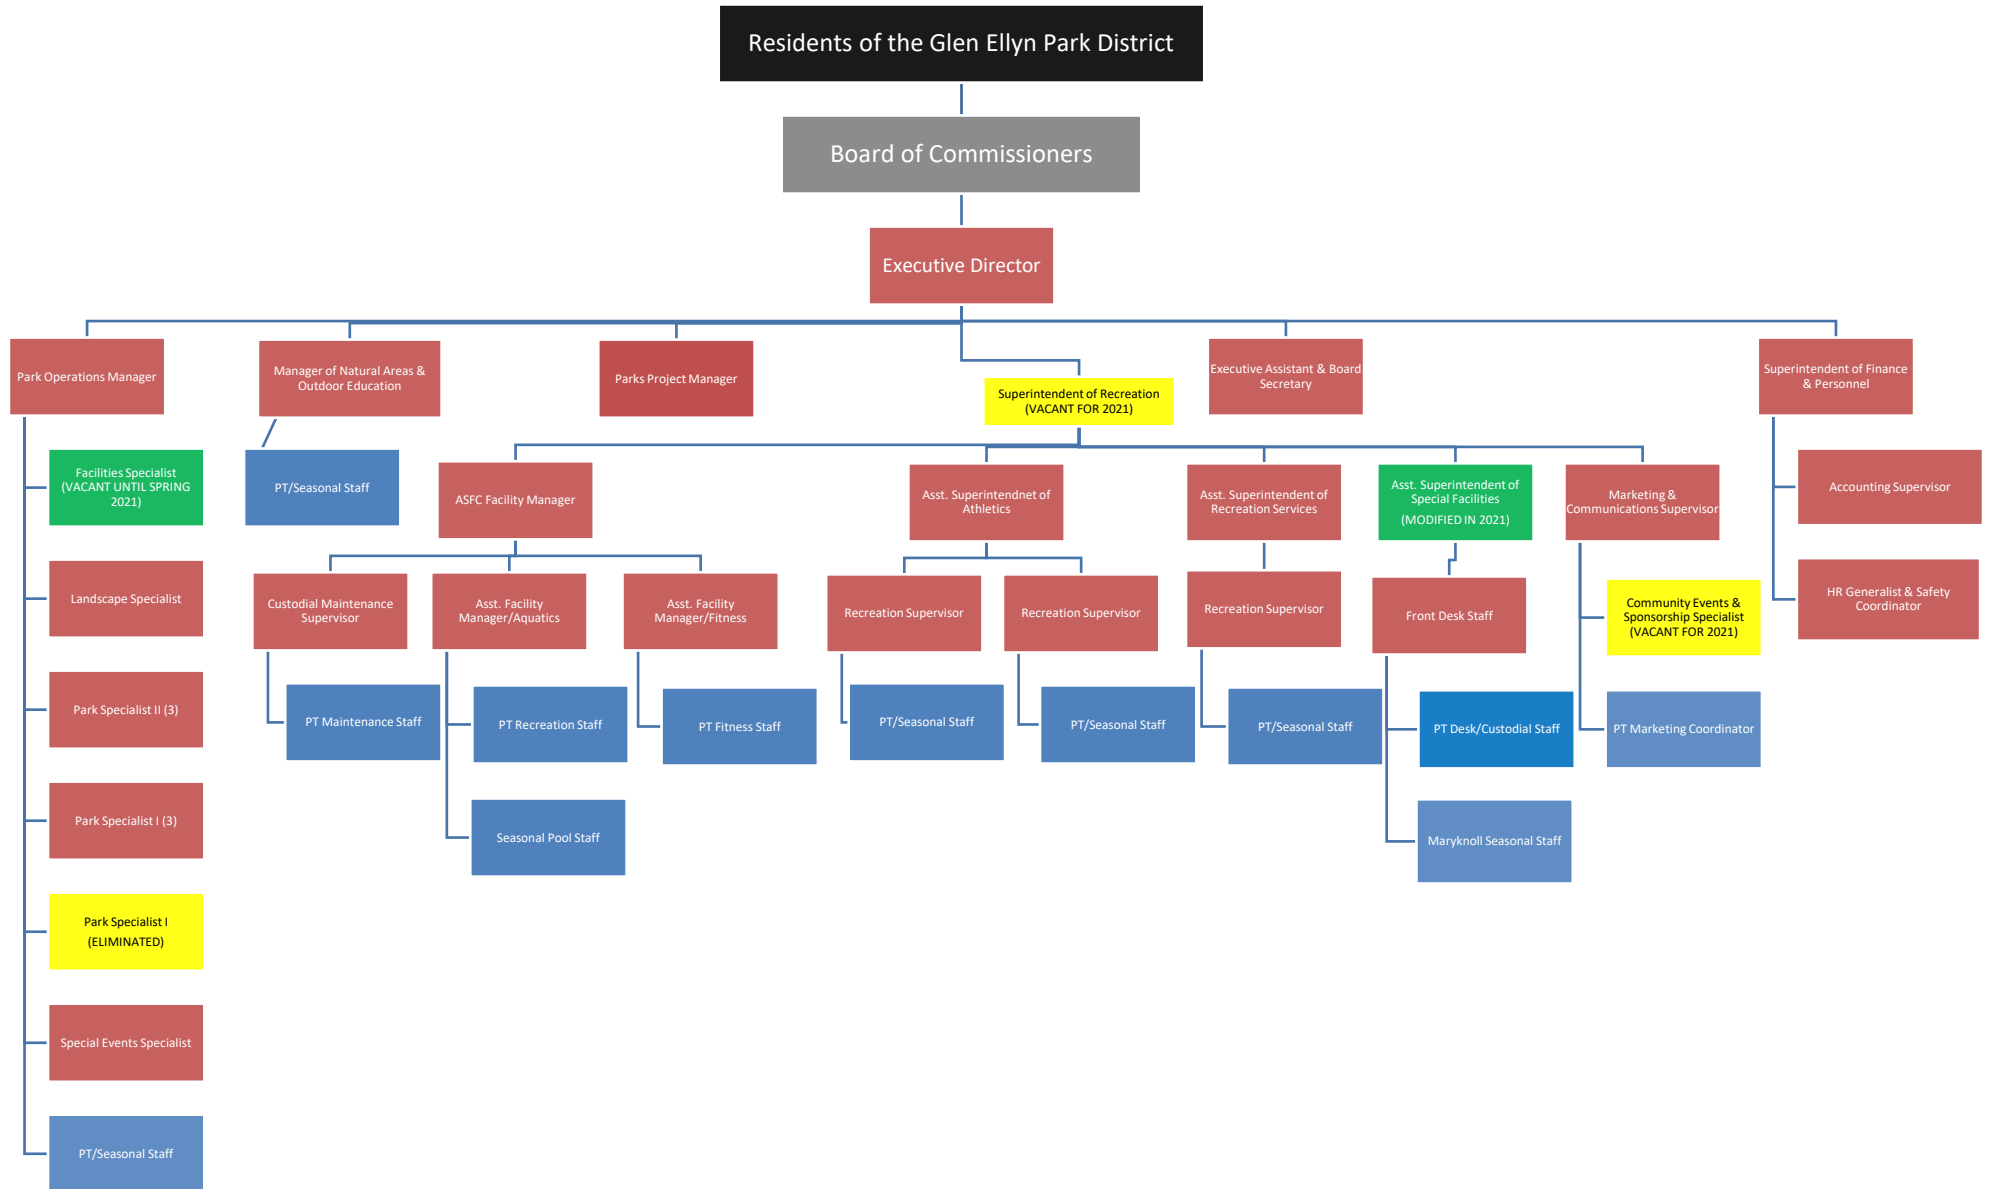 Residents of the Glen Ellyn Park District
Board of Commissioners
Executive Director
Park Operations Manager
Manager of Natural Areas &
Outdoor Education
Parks Project Manager
Superintendent of Recreation
(VACANT FOR 2021)
Executive Assistant & Board
Secretary
Superintendent of Finance
& Personnel
Facilities Specialist
(VACANT UNTIL SPRING
2021)
PT/Seasonal Staff
ASFC Facility Manager
Asst. Superintendnet of
Athletics
Asst. Superintendent of
Recreation Services
Asst. Superintendent of
Special Facilities
(MODIFIED IN 2021)
Marketing &
Communications Supervisor
Accounting Supervisor
Landscape Specialist
Custodial Maintenance
Supervisor
Asst. Facility
Manager/Aquatics
Asst. Facility
Manager/Fitness
Recreation Supervisor
Recreation Supervisor
Recreation Supervisor
Front Desk Staff
Community Events &
Sponsorship Specialist
(VACANT FOR 2021)
HR Generalist & Safety
Coordinator
Park Specialist II (3)
PT Maintenance Staff
PT Recreation Staff
PT Fitness Staff
PT/Seasonal Staff
PT/Seasonal Staff
PT/Seasonal Staff
PT Desk/Custodial Staff
PT Marketing Coordinator
Park Specialist I (3)
Seasonal Pool Staff
Maryknoll Seasonal Staff
Park Specialist I
(ELIMINATED)
Special Events Specialist
PT/Seasonal Staff